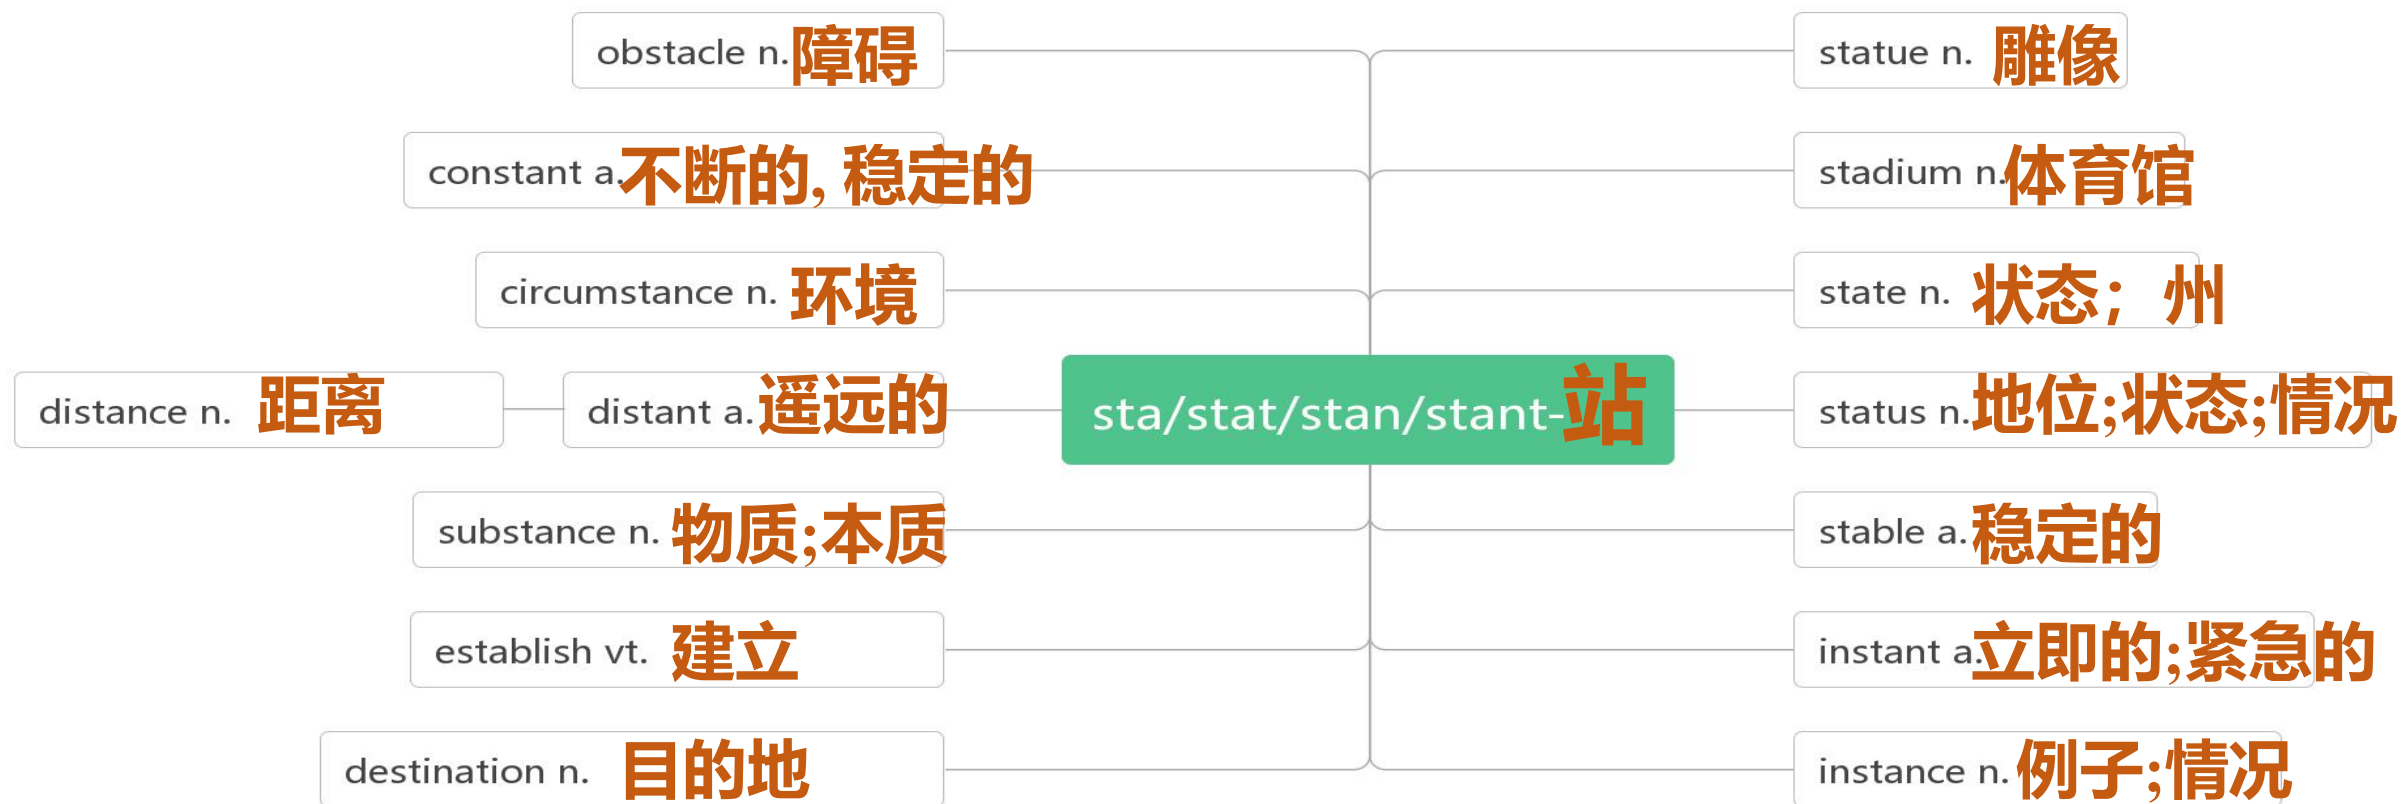 obstacle n.障碍
constant a.不断的,稳定的
circumstance n. 环境
distance n. 距离
distant a.遥远的
substance n. 物质;本质
establish vt. 建立
destination n. 目的地
sta/stat/stan/stant-站
statue n. 雕像
stadium n.体育馆
state n. 状态；州
status n.地位;状态;情况
stable a.稳定的
instant a.立即的;紧急的
instance n.例子;情况